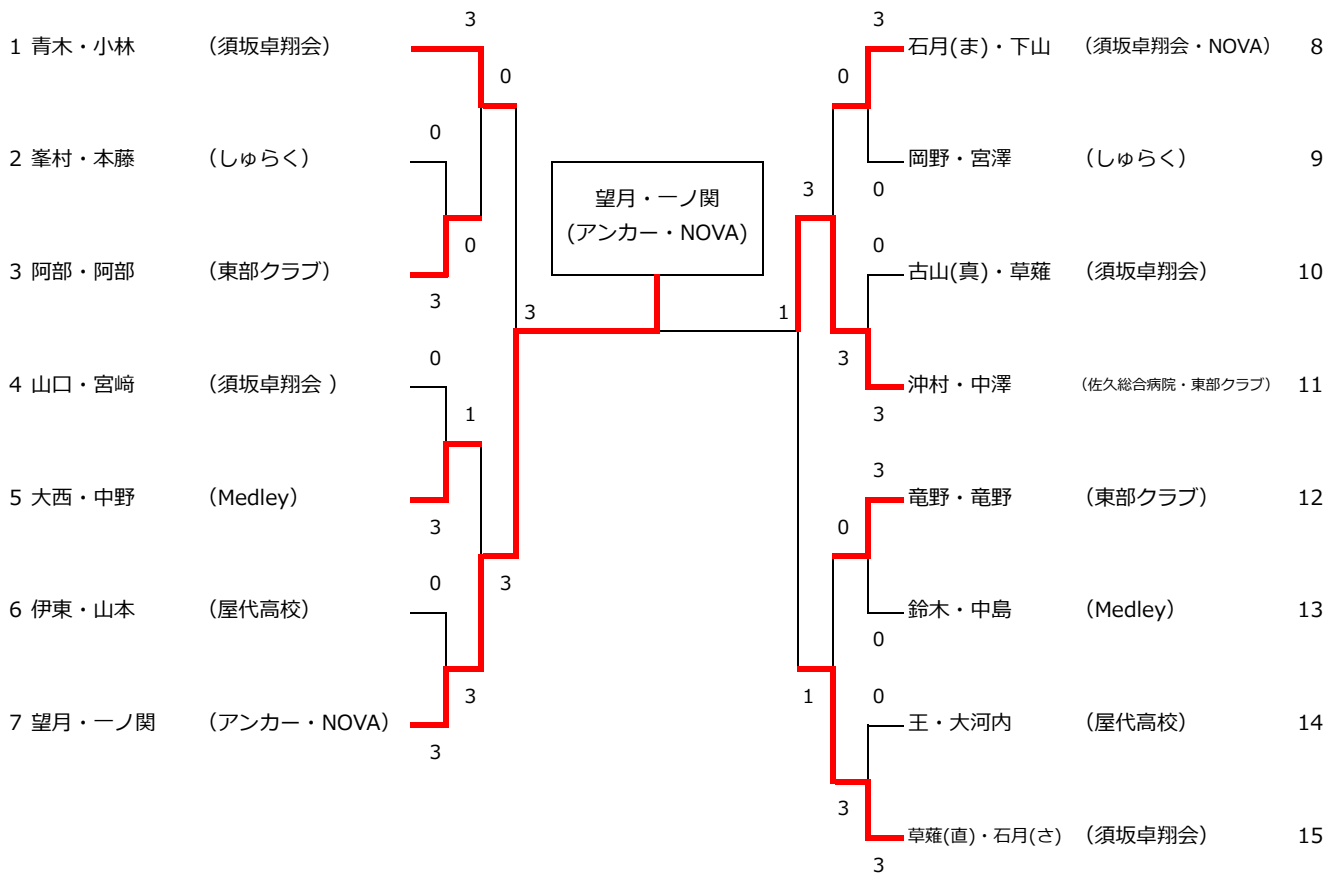 3
1 青木・小林 (須坂卓翔会)
0
0
2 峯村・本藤 (しゅらく)
0
3 阿部・阿部 (東部クラブ)
3
3
0
4 山口・宮﨑 (須坂卓翔会 )
1
5 大西・中野 (Medley)
3
0
3
6 伊東・山本 (屋代高校)
3
7 望月・一ノ関 (アンカー・NOVA)
3
望月・一ノ関
(アンカー・NOVA)
3
石月(ま)・下山 (須坂卓翔会・NOVA) 8
0
岡野・宮澤 (しゅらく) 9
3
0
0
古山(真)・草薙 (須坂卓翔会) 10
1
3
沖村・中澤 (佐久総合病院・東部クラブ) 11
3
3
竜野・竜野 (東部クラブ) 12
0
鈴木・中島 (Medley) 13
0
1
0
王・大河内 (屋代高校) 14
3
草薙(直)・石月(さ) (須坂卓翔会) 15
3